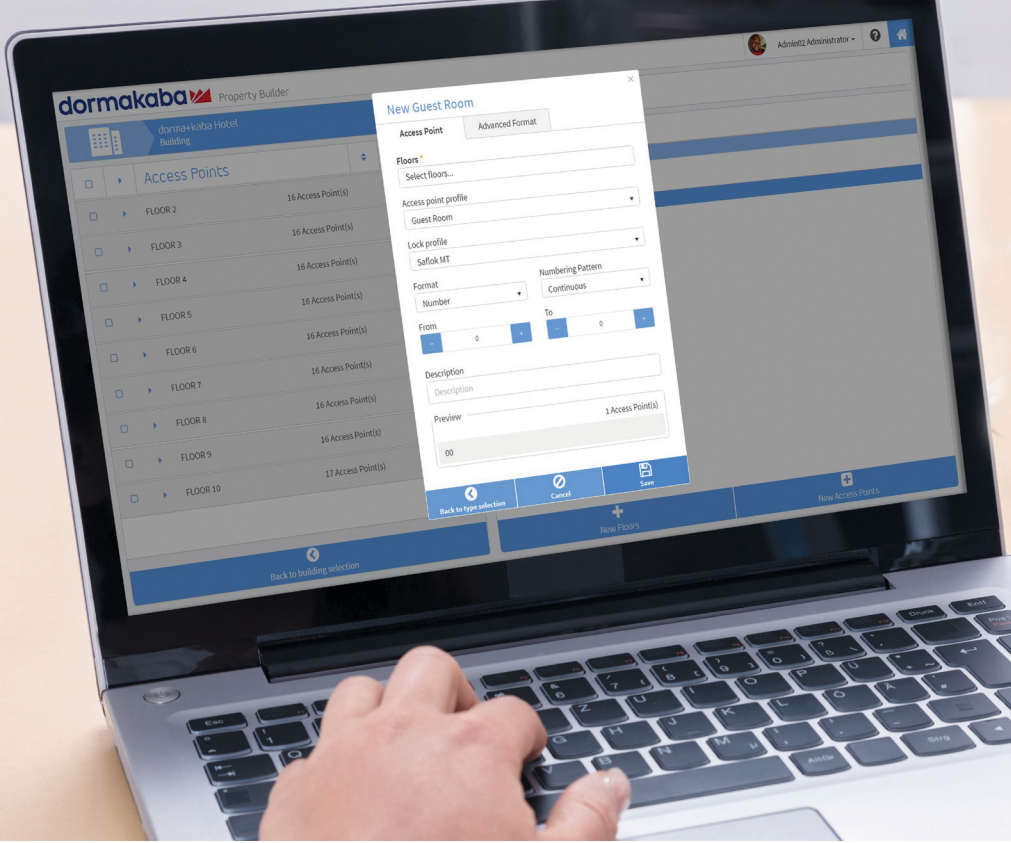 dormakaba Property Builder
Admin02 Administrator
?
dorma+kaba Hotel
Building
Access Points
FLOOR 2 16 Access Point(s)
FLOOR 3 16 Access Point(s)
FLOOR 4 16 Access Point(s)
FLOOR 5 16 Access Point(s)
FLOOR 6 16 Access Point(s)
FLOOR 7 16 Access Point(s)
FLOOR 8 16 Access Point(s)
FLOOR 9 16 Access Point(s)
FLOOR 10 17 Access Point(s)
Back to building selection
New Guest Room
Access Point Advanced Format
Floors *
Select floors...
Access point profile
Guest Room
Lock profile
Saflok MT
Format Numbering Pattern
Number Continuous
From To
- 0 + - 0 +
Description
Description
Preview 1 Access Point(s)
00
Back to type selection Cancel Save
New Floors New Access Points
Druck Entf
Esc
Q
Z U I O P Ü
G H J K L Ö Ä
V B N M
AltGr Strg